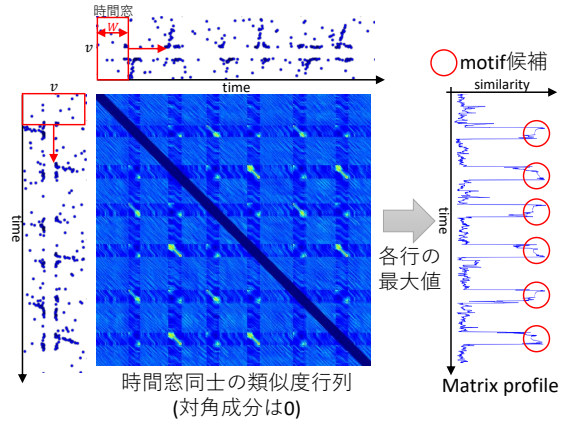 時間窓
W
v
time
motif候補
similarity
v
time
time
各行の
最大値
時間窓同士の類似度行列
(対角成分は0)
Matrix profile